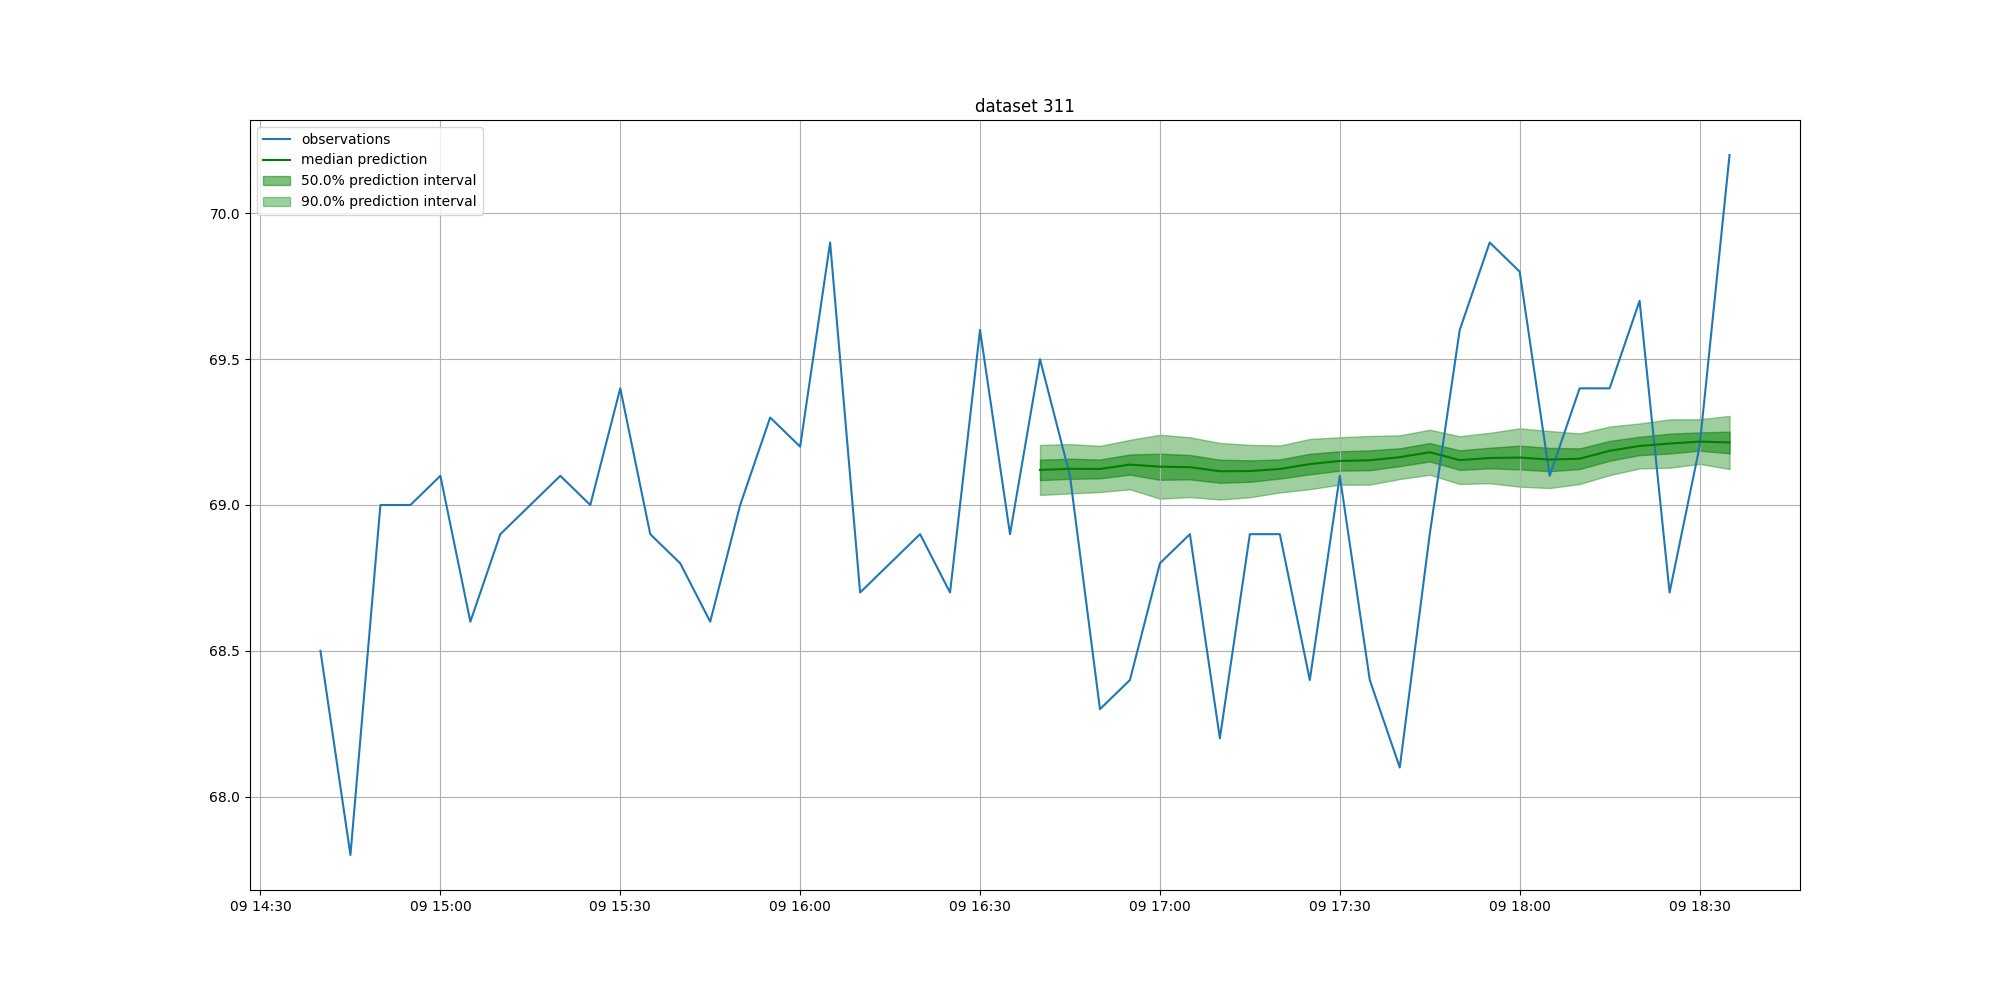 dataset 311
observations
median prediction
50.0% prediction interval
90.0% prediction interval
70.0
69.5
69.0
68.5
68.0
09 14:30 09 15:00 09 15:30 09 16:00 09 16:30 09 17:00 09 17:30 09 18:00 09 18:30